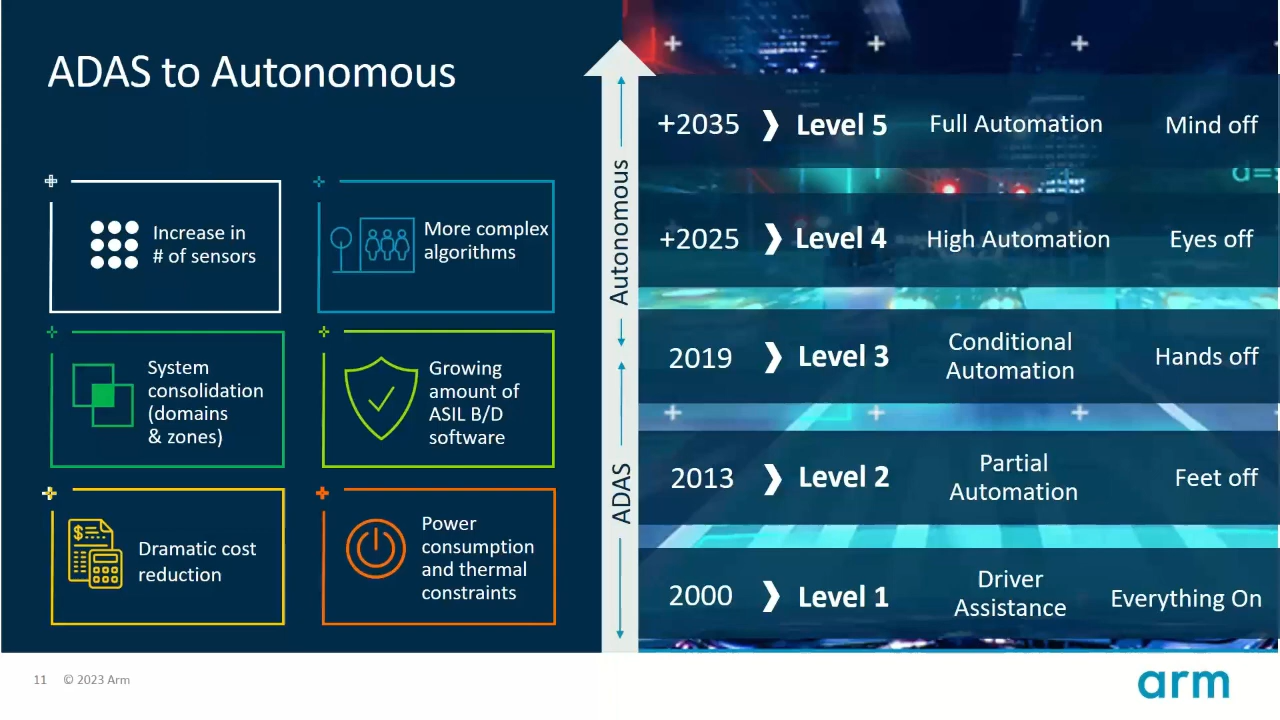 ADAS to Autonomous
Increase in
# of sensors
More complex
algorithms
System
consolidation
(domains
& zones)
Growing
amount of
ASIL B/D
software
Dramatic cost
reduction
Power
consumption
and thermal
constraints
Autonomous
ADAS
+2035 ❯ Level 5 Full Automation Mind off
+2025 ❯ Level 4 High Automation Eyes off
2019 ❯ Level 3 Conditional
Automation Hands off
2013 ❯ Level 2 Partial
Automation Feet off
2000 ❯ Level 1 Driver
Assistance Everything On
11 © 2023 Arm
arm